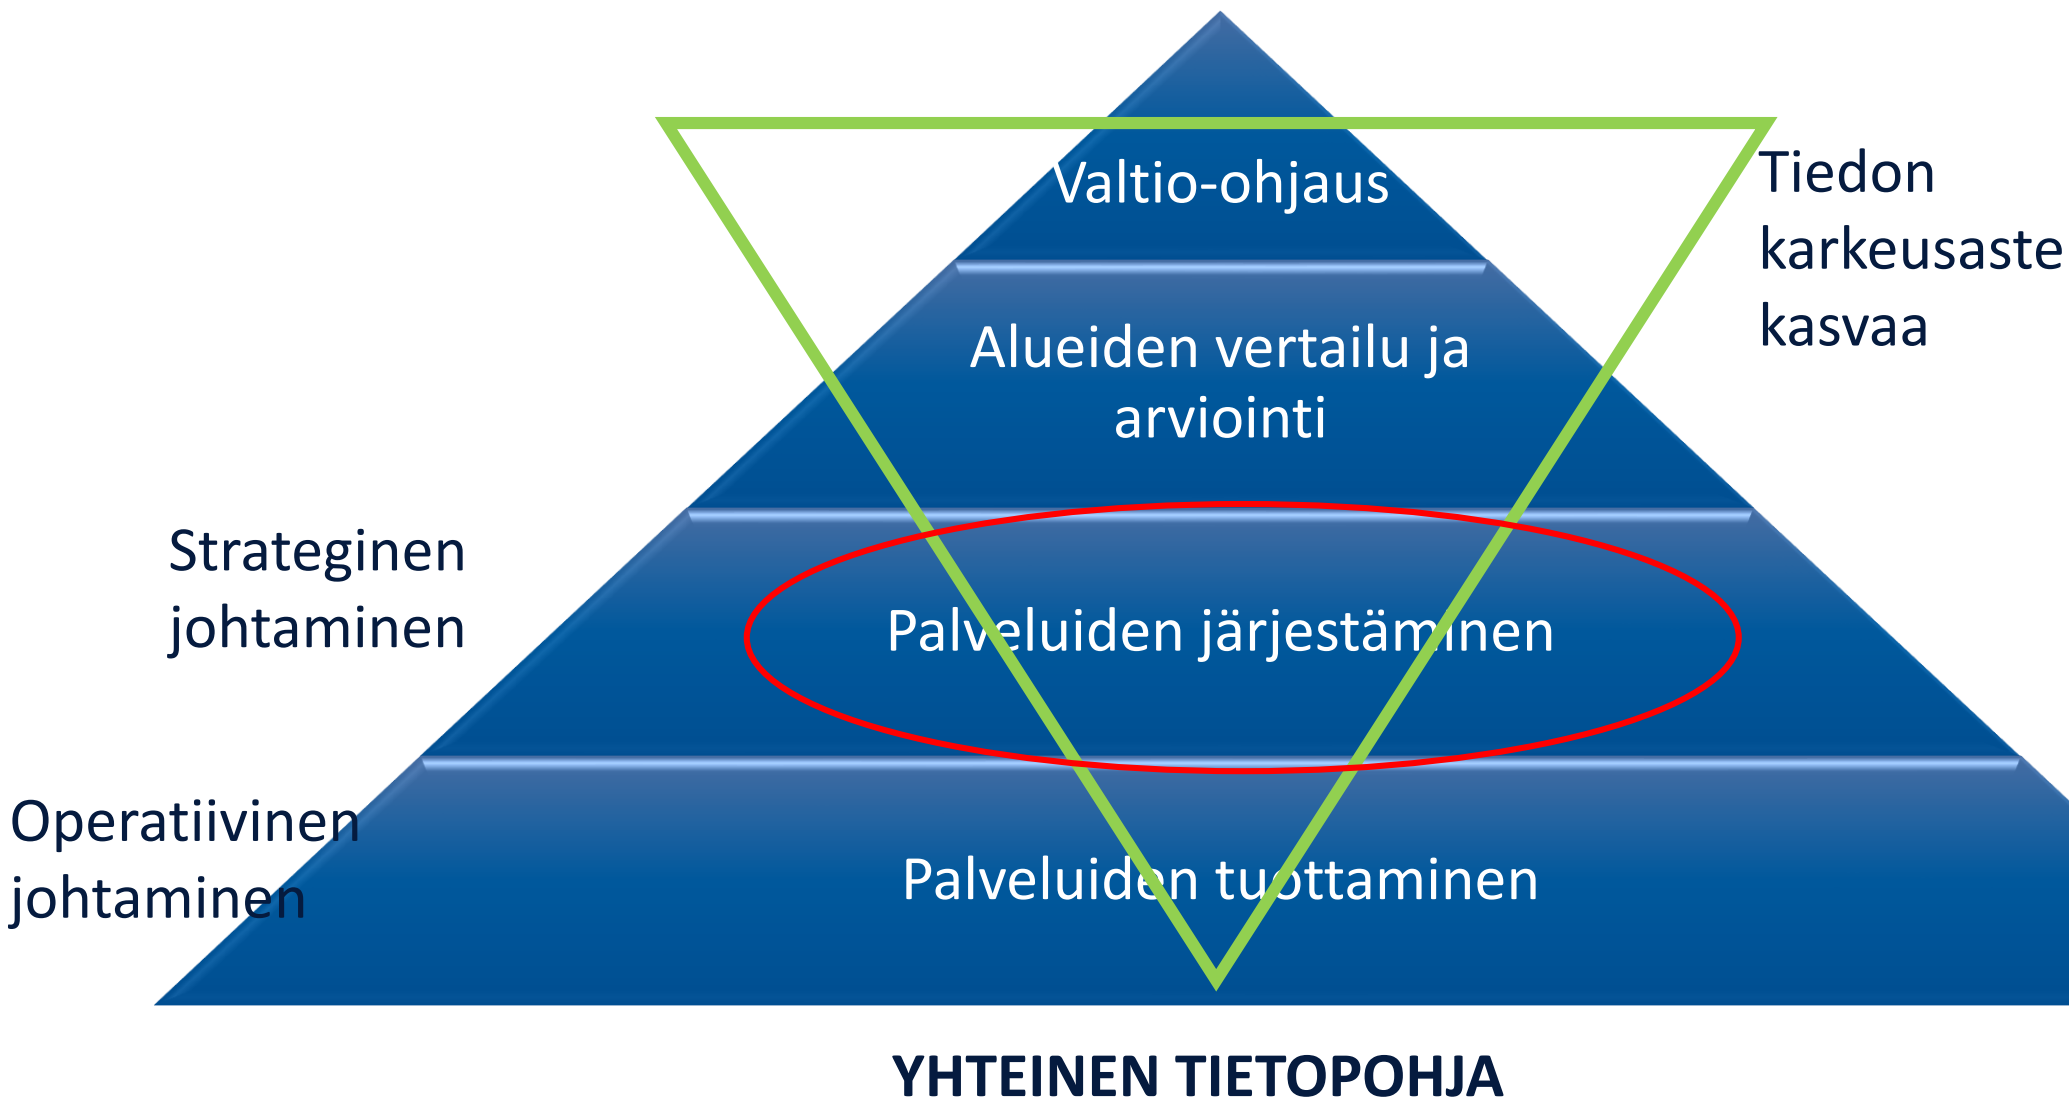 Valtio-ohjaus
Tiedon
karkeusaste
kasvaa
Alueiden vertailu ja
arviointi
Strateginen
johtaminen
Palveluiden järjestäminen
Operatiivinen
johtaminen
Palveluiden tuottaminen
YHTEINEN TIETOPOHJA